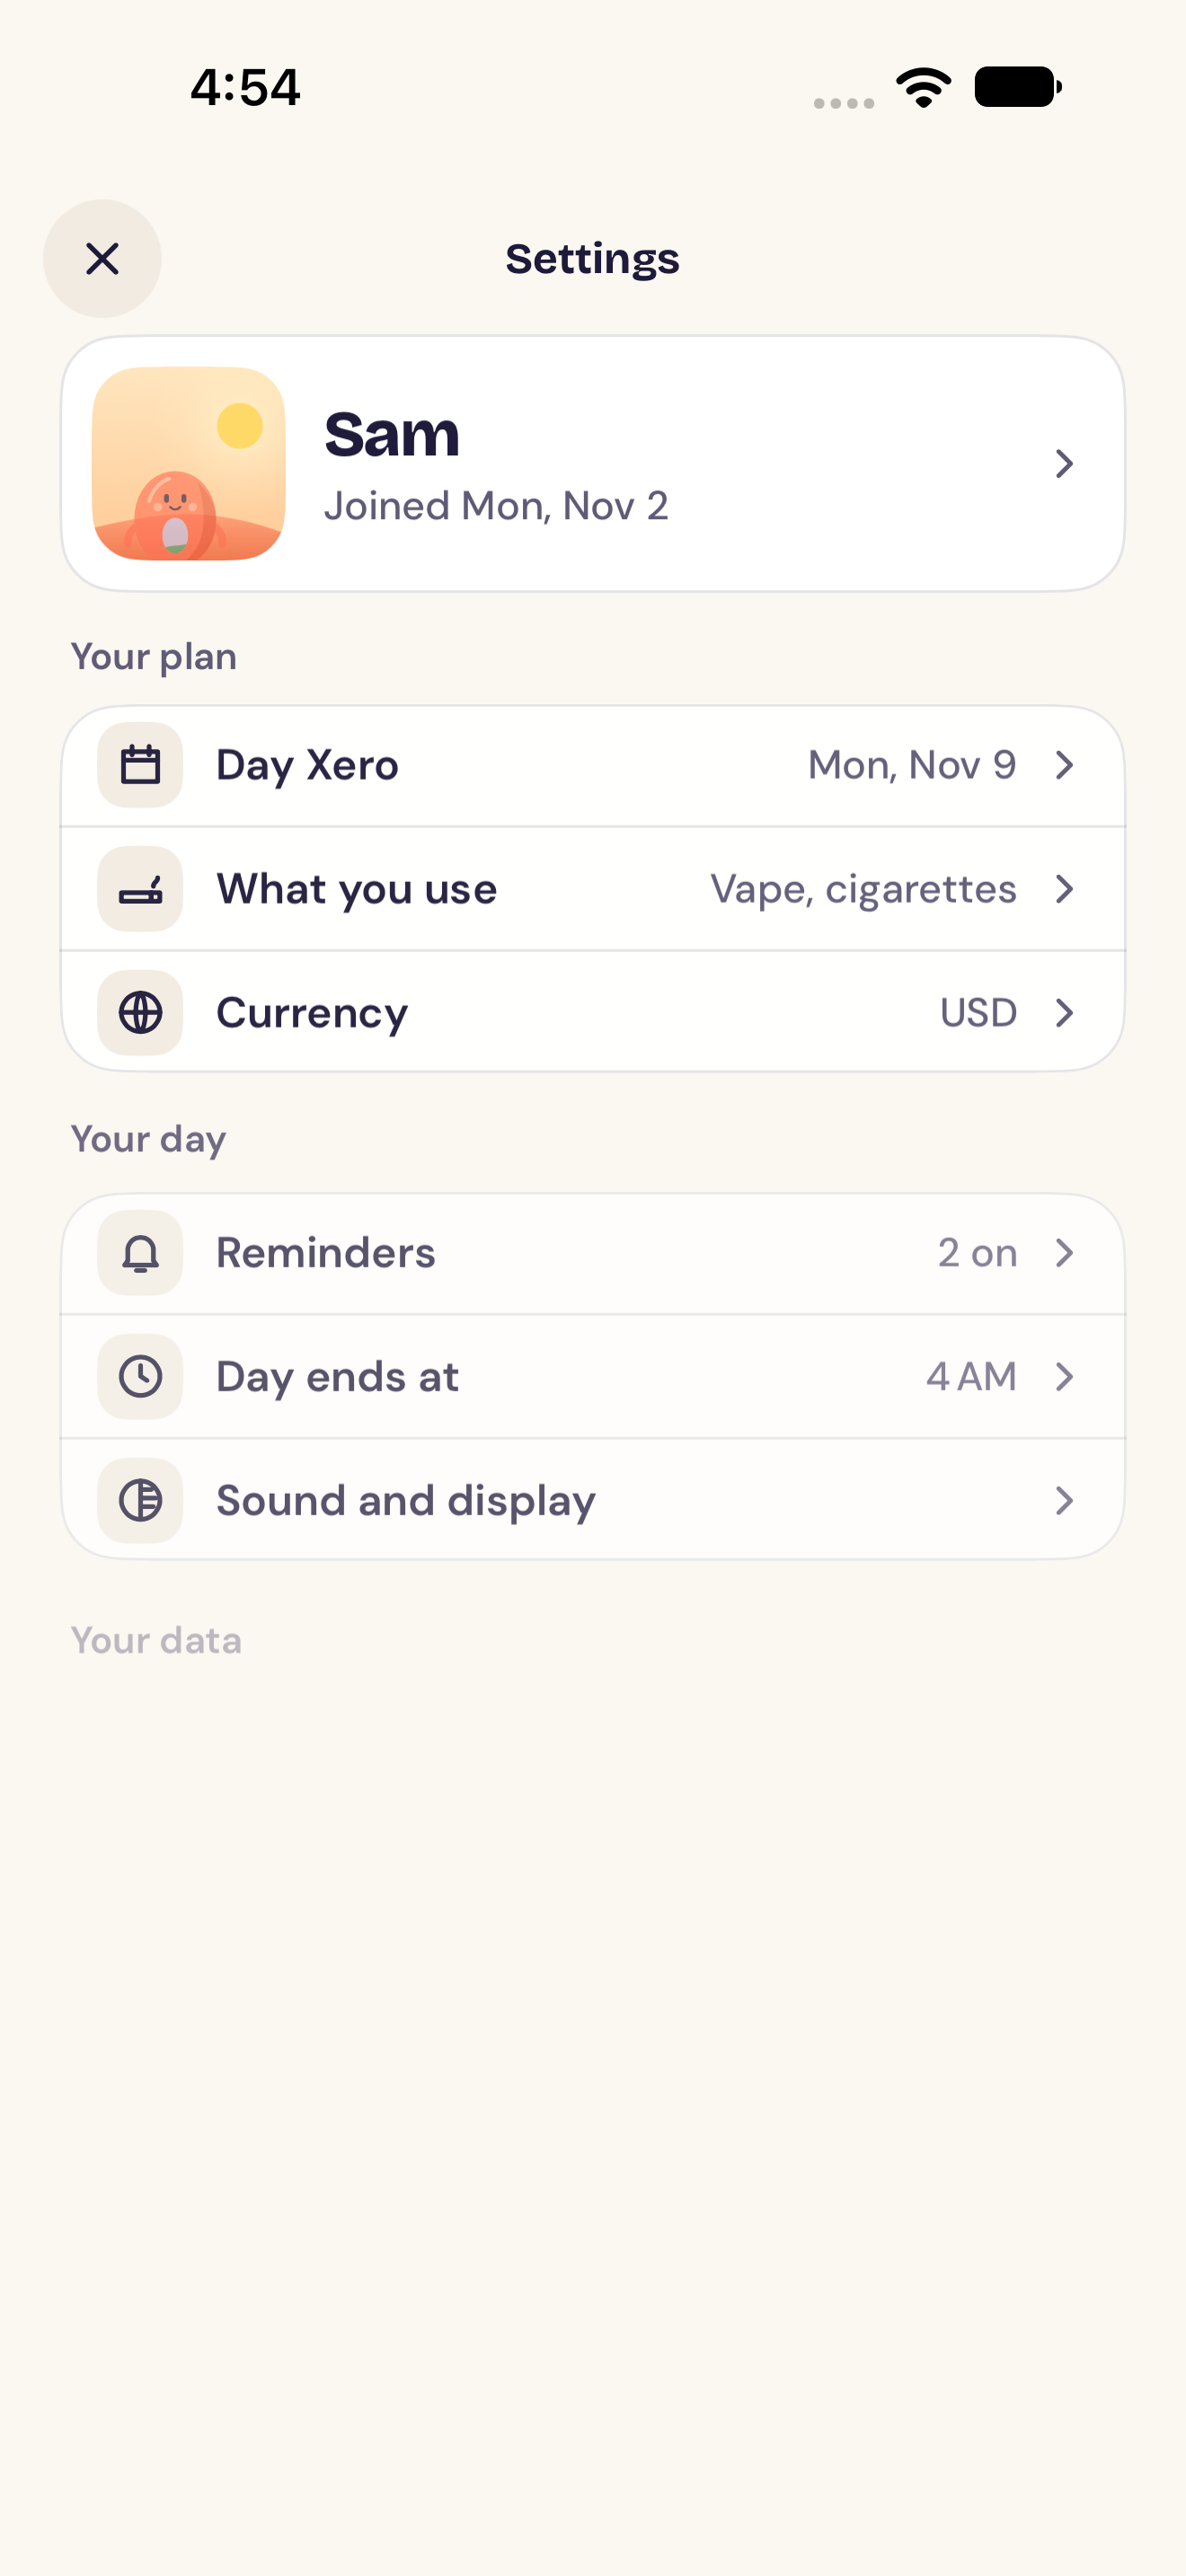 4:54
Settings
Sam
Joined Mon, Nov 2
Your plan
Day Xero Mon, Nov 9
What you use Vape, cigarettes
Currency USD
Your day
Reminders 2 on
Day ends at 4 AM
Sound and display
Your data